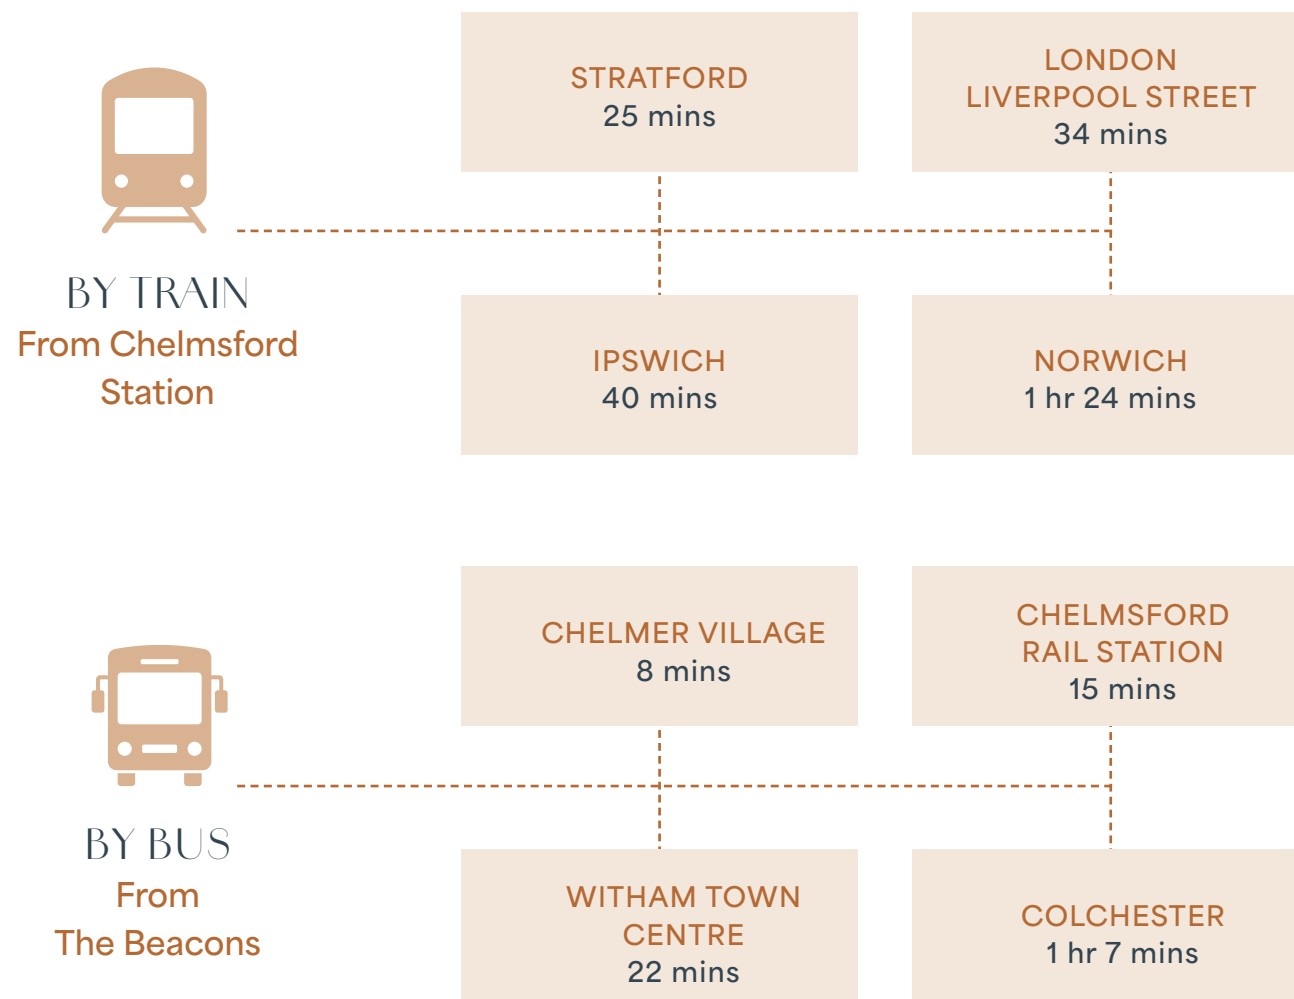 BY TRAIN
From Chelmsford
Station
STRATFORD
25 mins
LONDON
LIVERPOOL STREET
34 mins
IPSWICH
40 mins
NORWICH
1 hr 24 mins
BY BUS
From
The Beacons
CHELMER VILLAGE
8 mins
CHELMSFORD
RAIL STATION
15 mins
WITHAM TOWN
CENTRE
22 mins
COLCHESTER
1 hr 7 mins